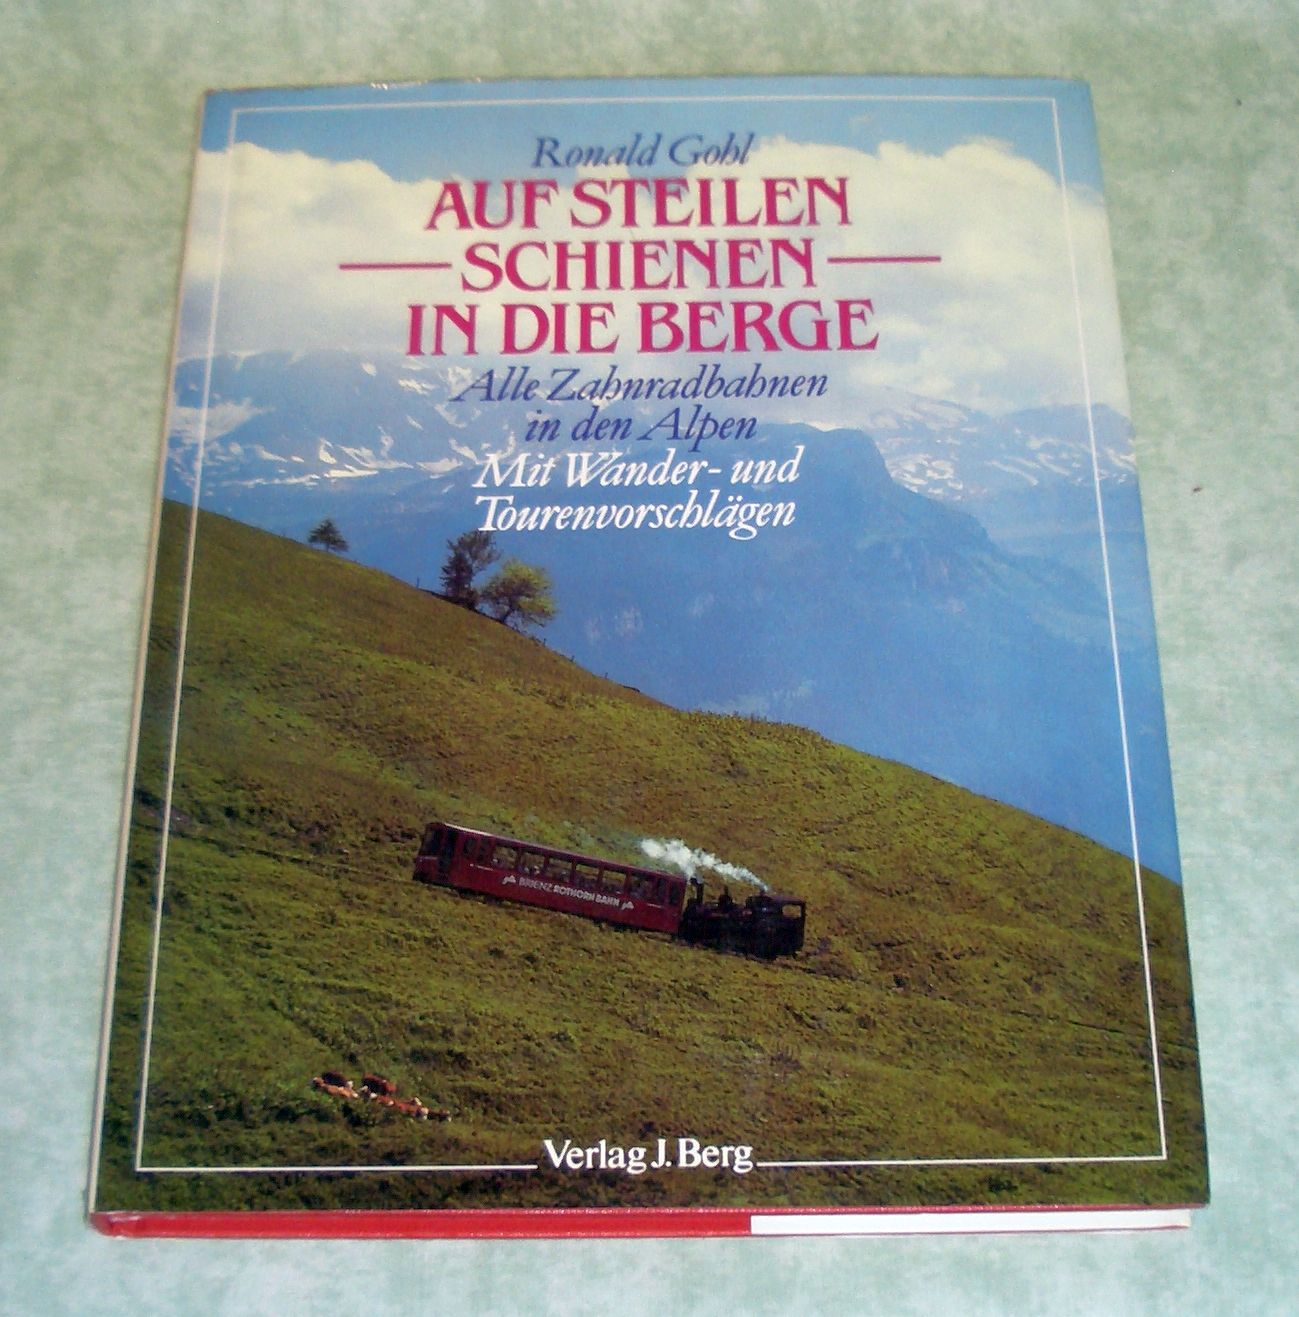 Ronald Gohl
AUF STEILEN
SCHIENEN
IN DIE BERGE
Alle Zahnradbahnen
in den Alpen
Mit Wander- und
Tourenvorschlägen
BRIENZ ROTHORN BAHN
Verlag J. Berg